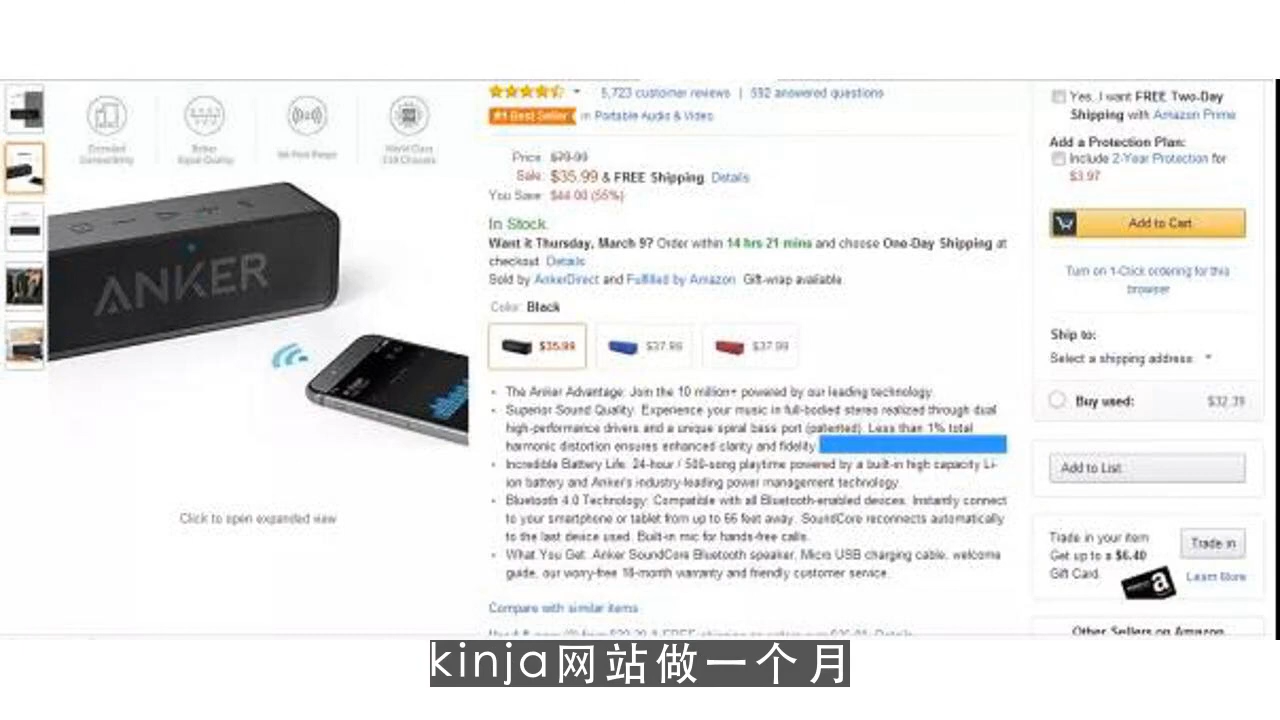 5,723 customer reviews | 592 answered questions
#1 Best Seller in Portable Audio & Video
Price: $79.99
Sale: $35.99 & FREE Shipping. Details
You Save: $44.00 (55%)
In Stock.
Want it Thursday, March 9? Order within 14 hrs 21 mins and choose One-Day Shipping at
checkout. Details
Sold by AnkerDirect and Fulfilled by Amazon. Gift-wrap available.
Color: Black
$35.99 $37.99 $37.99
The Anker Advantage: Join the 10 million+ powered by our leading technology.
Superior Sound Quality: Experience your music in full-bodied stereo realized through dual
high-performance drivers and a unique spiral bass port (patented). Less than 1% total
harmonic distortion ensures enhanced clarity and fidelity.
Incredible Battery Life: 24-hour / 500-song playtime powered by a built-in high capacity Li-
ion battery and Anker's industry-leading power management technology.
Bluetooth 4.0 Technology: Compatible with all Bluetooth-enabled devices. Instantly connect
to your smartphone or tablet from up to 66 feet away. SoundCore reconnects automatically
to the last device used. Built-in mic for hands-free calls.
What You Get: Anker SoundCore Bluetooth speaker, Micro USB charging cable, welcome
guide, our worry-free 18-month warranty and friendly customer service.
Compare with similar items
ANKER
Click to open expanded view
Yes, I want FREE Two-Day
Shipping with Amazon Prime
Add a Protection Plan:
Include 2-Year Protection for
$3.97
Add to Cart
Turn on 1-Click ordering for this
browser
Ship to:
Select a shipping address:
Buy used: $32.39
Add to List
Trade in your item
Get up to a $6.40
Gift Card.
Trade in
Learn More
a
Other Sellers on Amazon
kinja网站做一个月